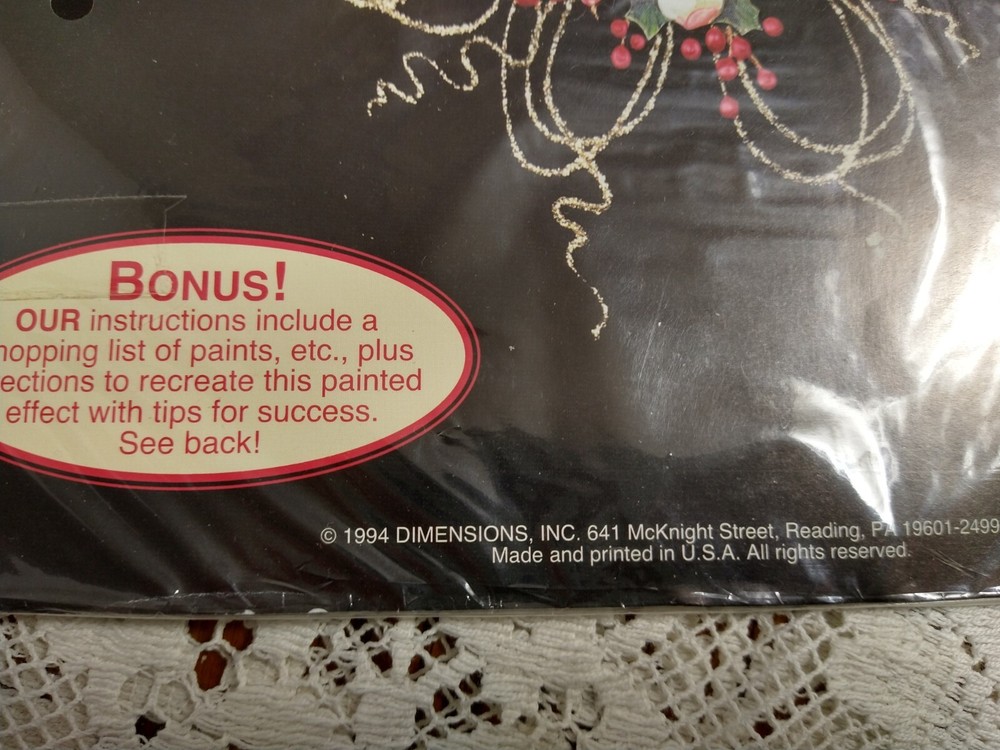 BONUS!
OUR instructions include a
hopping list of paints, etc., plus
ections to recreate this painted
effect with tips for success.
See back!
© 1994 DIMENSIONS, INC. 641 McKnight Street, Reading, PA 19601-2499
Made and printed in U.S.A. All rights reserved.